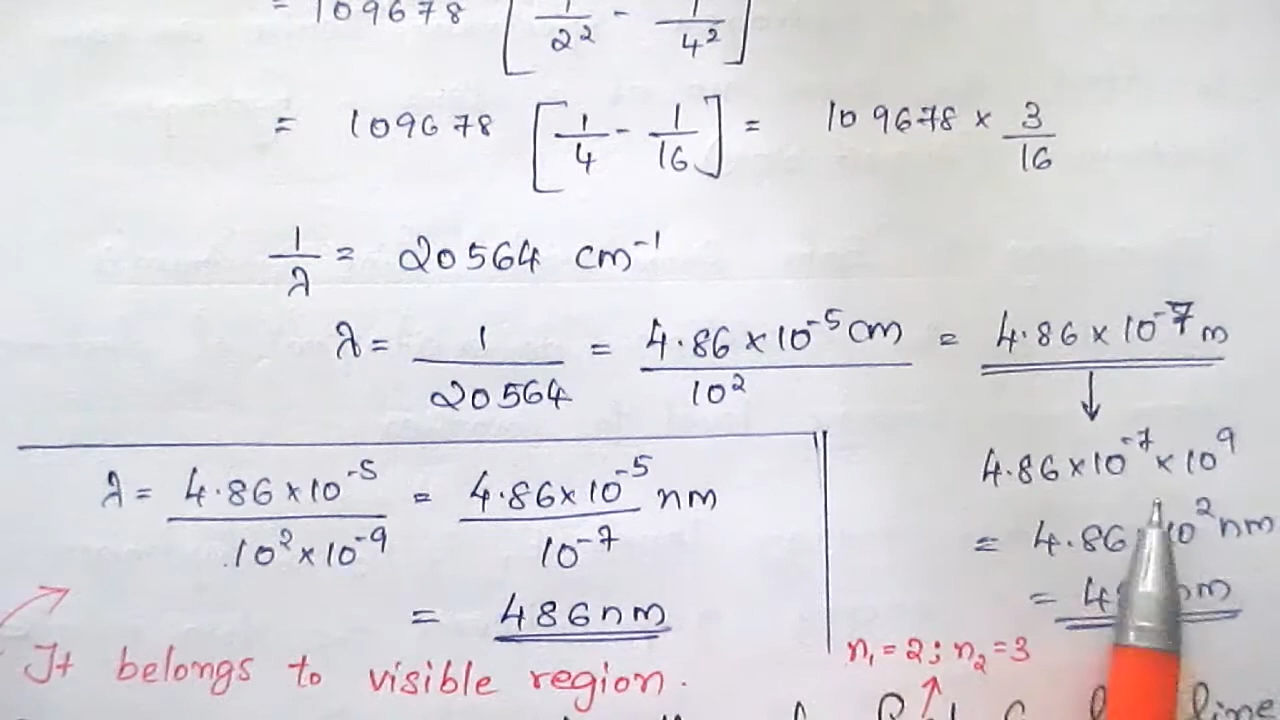 = 109678 [1/2² - 1/4²]
= 109678 [1/4 - 1/16] = 109678 × 3/16
1/λ = 20564 cm⁻¹
λ = 1/20564 = 4.86 × 10⁻⁵ cm/10² = 4.86 × 10⁻⁷ m
↓
4.86 × 10⁻⁷ × 10⁹
= 4.86 10² nm
= 4 nm
λ = 4.86 × 10⁻⁵/10² × 10⁻⁹ = 4.86 × 10⁻⁵/10⁻⁷ nm
= 486 nm
It belongs to visible region.
n₁ = 2 ; n₂ = 3
line